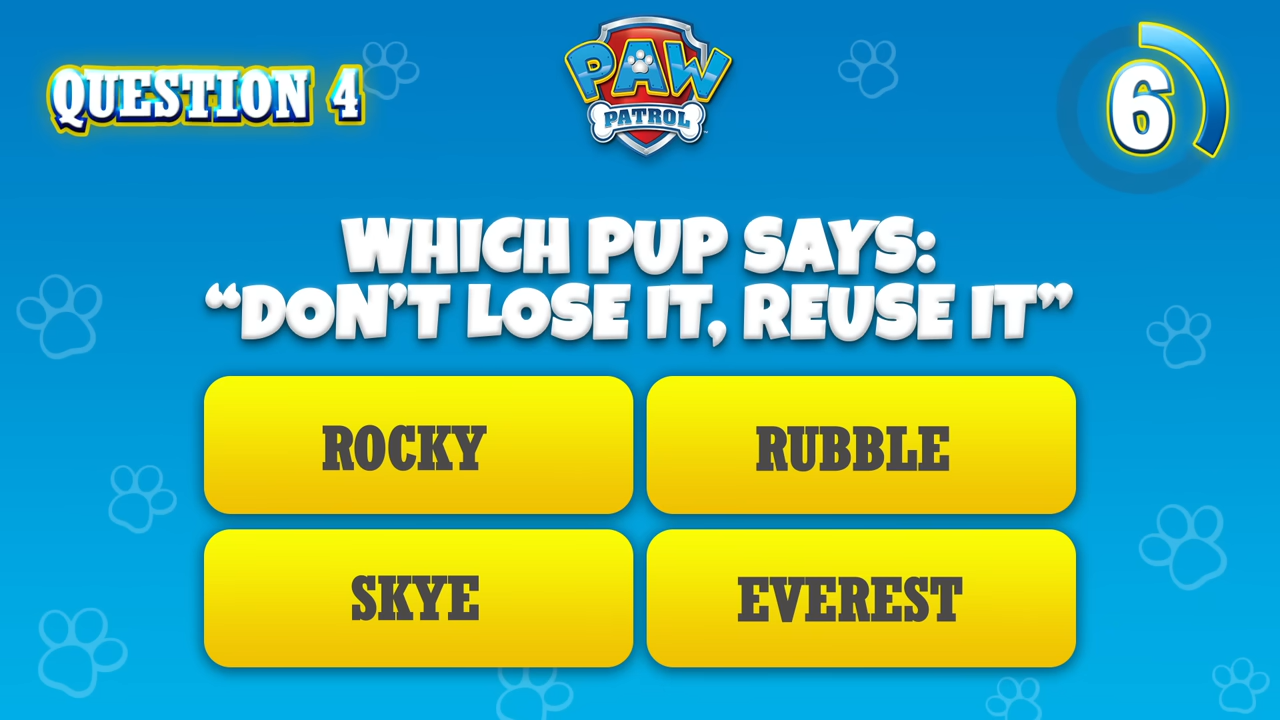 QUESTION 4
PAW
PATROL
6
WHICH PUP SAYS:
“DON’T LOSE IT, REUSE IT”
ROCKY
RUBBLE
SKYE
EVEREST